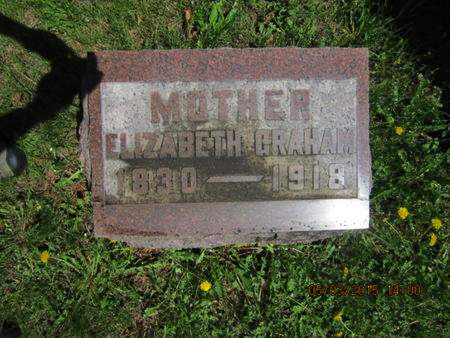 MOTHER
ELIZABETH GRAHAM
1830 — 1918